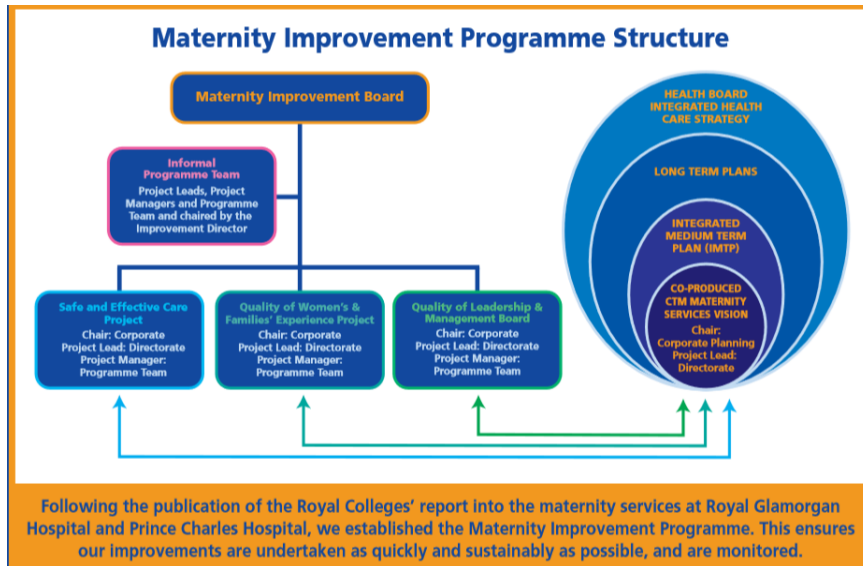 Maternity Improvement Programme Structure
Maternity Improvement Board
Informal
Programme Team
Project Leads, Project
Managers and Programme
Team and chaired by the
Improvement Director
Safe and Effective Care
Project
Chair: Corporate
Project Lead: Directorate
Project Manager:
Programme Team
Quality of Women's &
Families' Experience Project
Chair: Corporate
Project Lead: Directorate
Project Manager:
Programme Team
Quality of Leadership &
Management Board
Chair: Corporate
Project Lead: Directorate
Project Manager:
Programme Team
HEALTH BOARD
INTEGRATED HEALTH
CARE STRATEGY
LONG TERM PLANS
INTEGRATED
MEDIUM TERM
PLAN (IMTP)
CO-PRODUCED
CTM MATERNITY
SERVICES VISION
Chair:
Corporate Planning
Project Lead:
Directorate
Following the publication of the Royal Colleges' report into the maternity services at Royal Glamorgan
Hospital and Prince Charles Hospital, we established the Maternity Improvement Programme. This ensures
our improvements are undertaken as quickly and sustainably as possible, and are monitored.